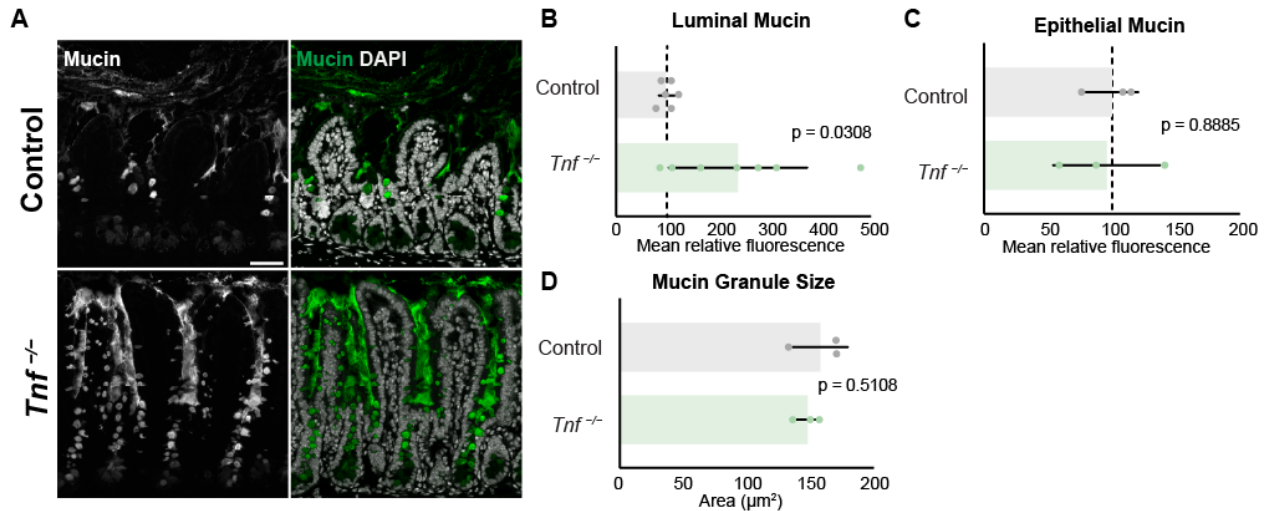 A
Mucin
Mucin DAPI
Control
Tnf −/−
B
Luminal Mucin
Control
Tnf −/−
p = 0.0308
0 100 200 300 400 500
Mean relative fluorescence
C
Epithelial Mucin
Control
Tnf −/−
p = 0.8885
0 50 100 150 200
Mean relative fluorescence
D
Mucin Granule Size
Control
Tnf −/−
p = 0.5108
0 50 100 150 200
Area (µm²)